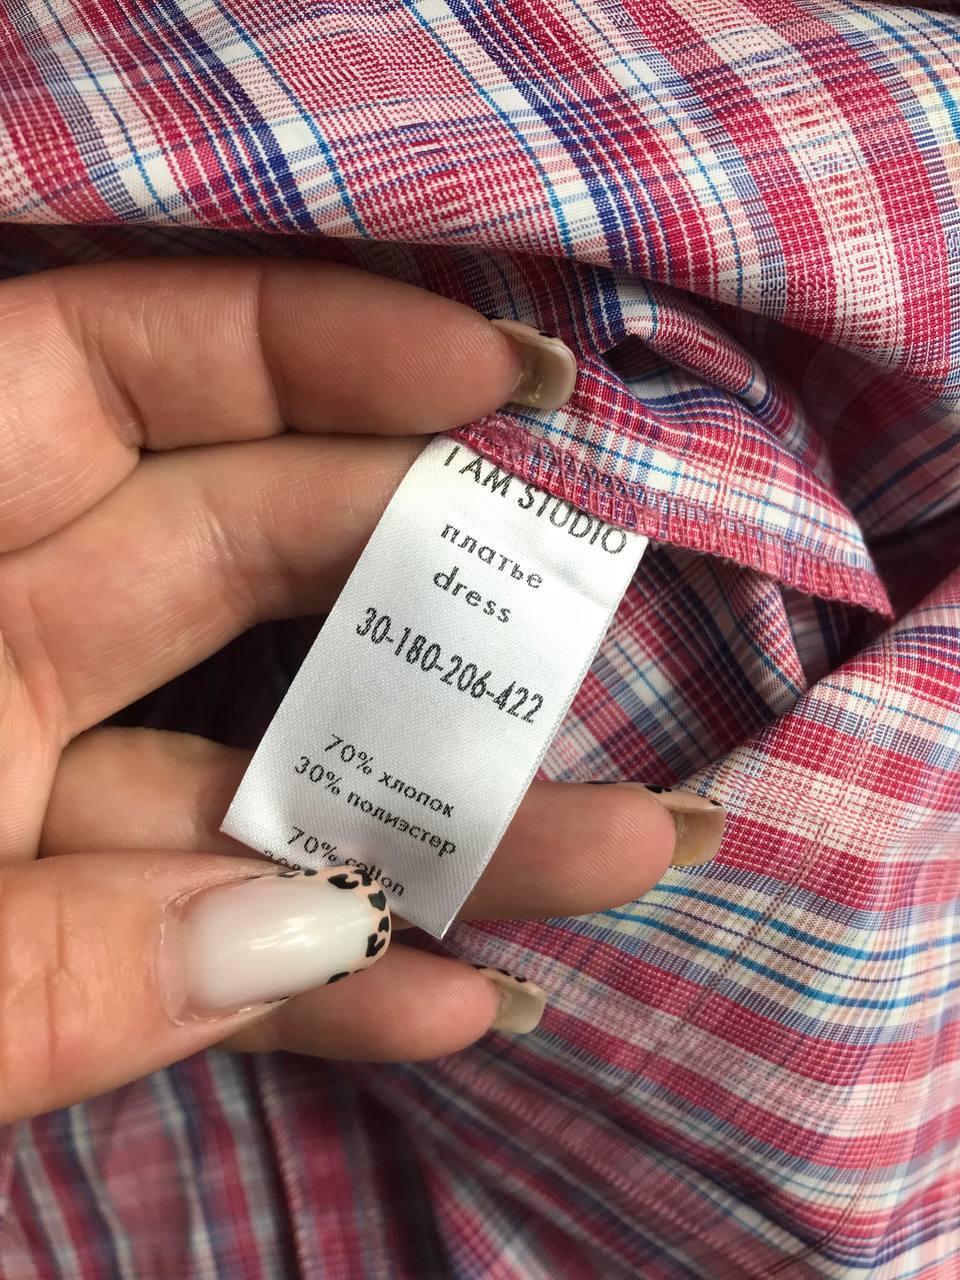 I AM STUDIO
платье
dress
30-180-206-422
70% хлопок
30% полиэстер
70% cotton